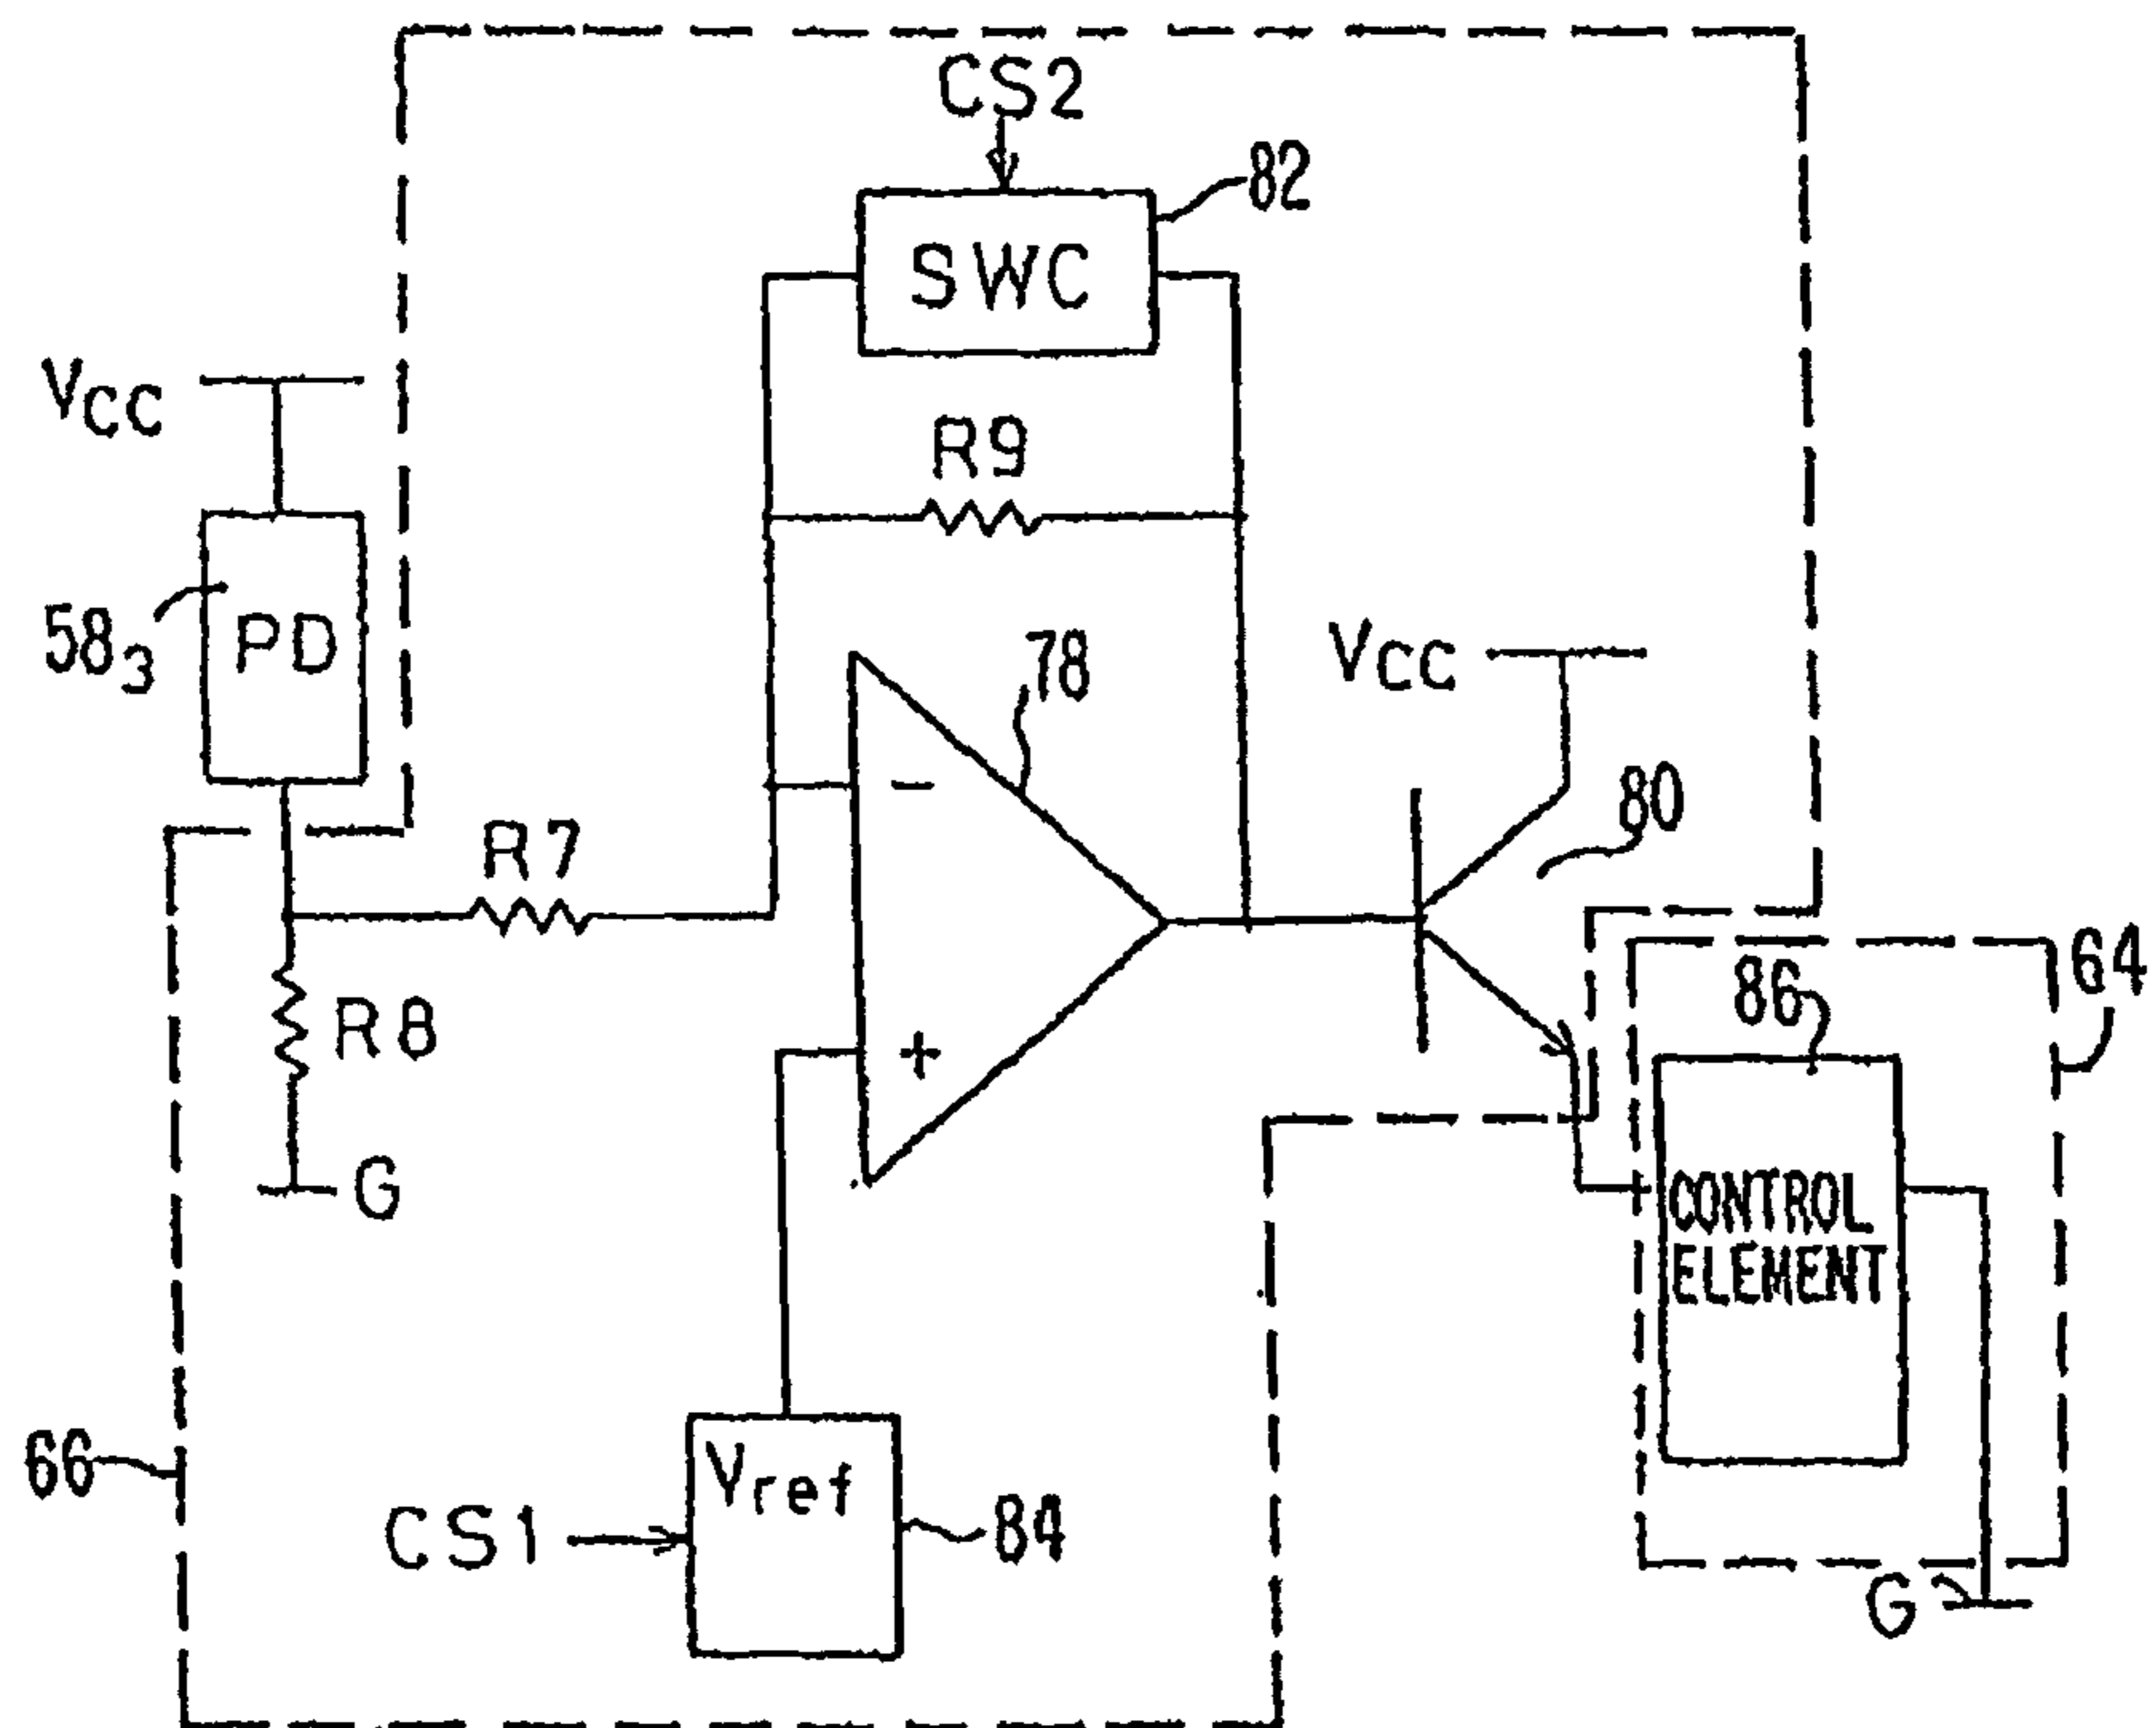 CS2
82
SWC
VCC
R9
583
PD
78
VCC
80
R7
-
64
86
R8
+
G
CONTROL
ELEMENT
66
Vref
CS1
84
G